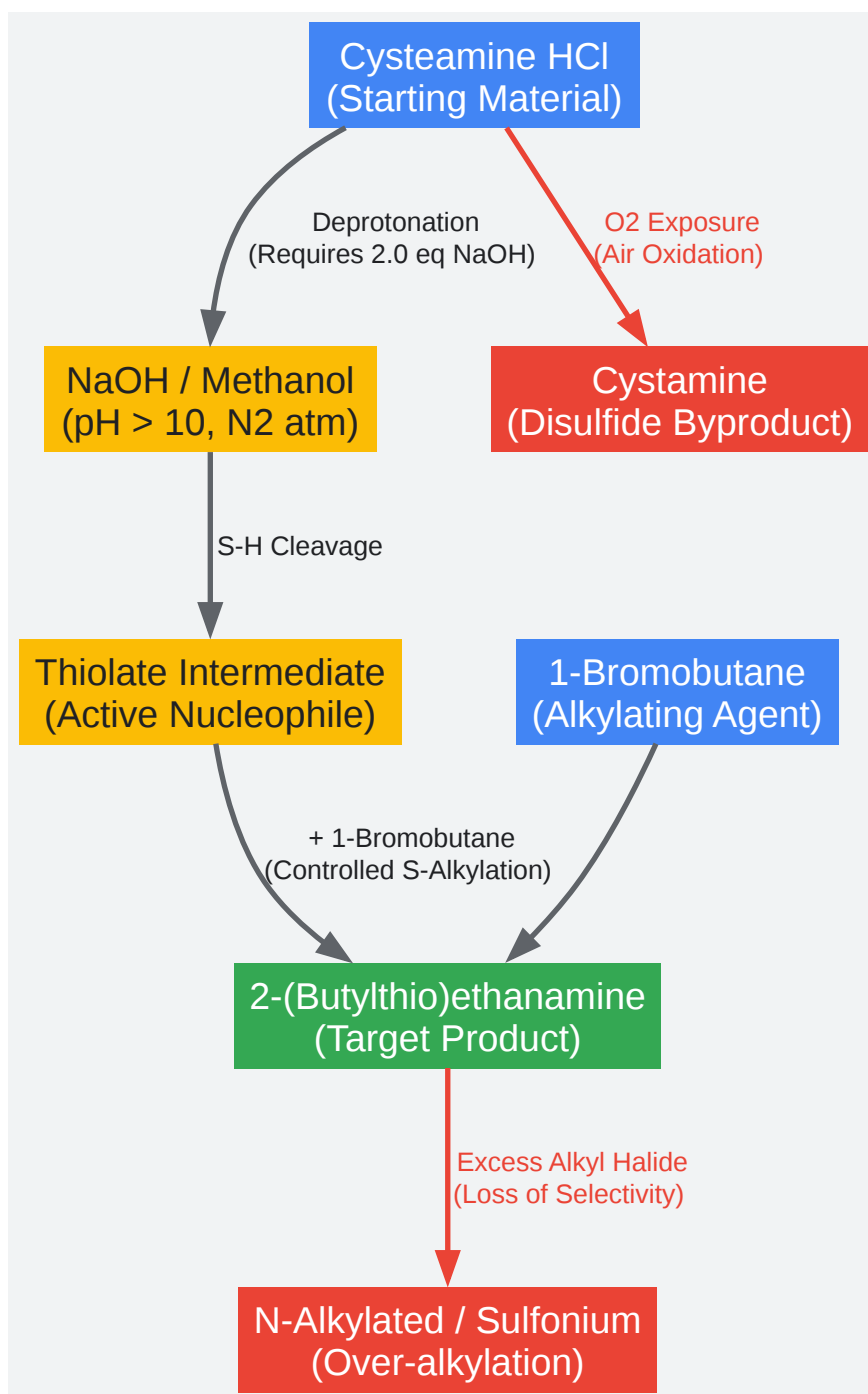 Cysteamine HCl
(Starting Material)
Deprotonation
(Requires 2.0 eq NaOH)
O2 Exposure
(Air Oxidation)
NaOH / Methanol
(pH > 10, N2 atm)
Cystamine
(Disulfide Byproduct)
S-H Cleavage
Thiolate Intermediate
(Active Nucleophile)
1-Bromobutane
(Alkylating Agent)
+ 1-Bromobutane
(Controlled S-Alkylation)
2-(Butylthio)ethanamine
(Target Product)
Excess Alkyl Halide
(Loss of Selectivity)
N-Alkylated / Sulfonium
(Over-alkylation)